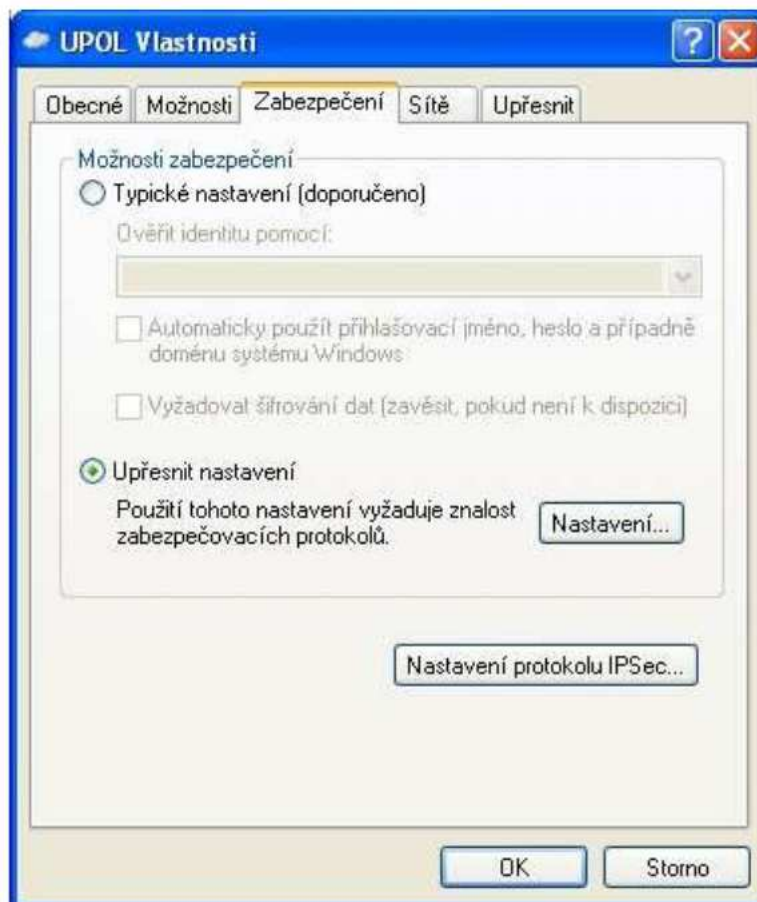 UPOL Vlastnosti
Obecné Možnosti Zabezpečení Sítě Upřesnit
Možnosti zabezpečení
Typické nastavení (doporučeno)
Ověřit identitu pomocí:
Automaticky použít přihlašovací jméno, heslo a případně
doménu systému Windows
Vyžadovat šifrování dat (zavěsit, pokud není k dispozici)
Upřesnit nastavení
Použití tohoto nastavení vyžaduje znalost
zabezpečovacích protokolů.
Nastavení...
Nastavení protokolu IPSec...
OK Storno